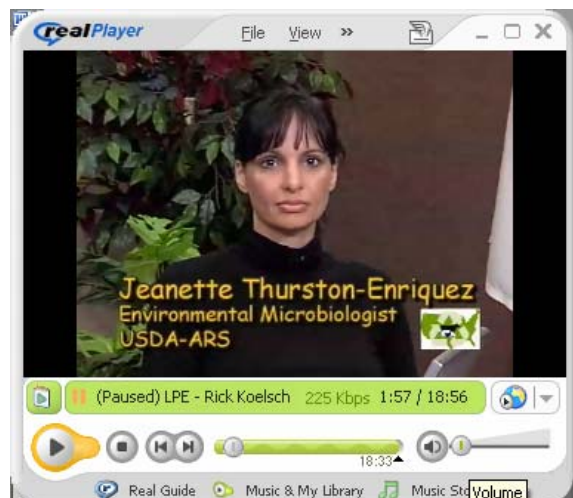 realPlayer
File View »
Jeanette Thurston-Enriquez
Environmental Microbiologist
USDA-ARS
(Paused) LPE - Rick Koelsch 225 Kbps 1:57 / 18:56
18:33
Real Guide Music & My Library Music Sto
Volume